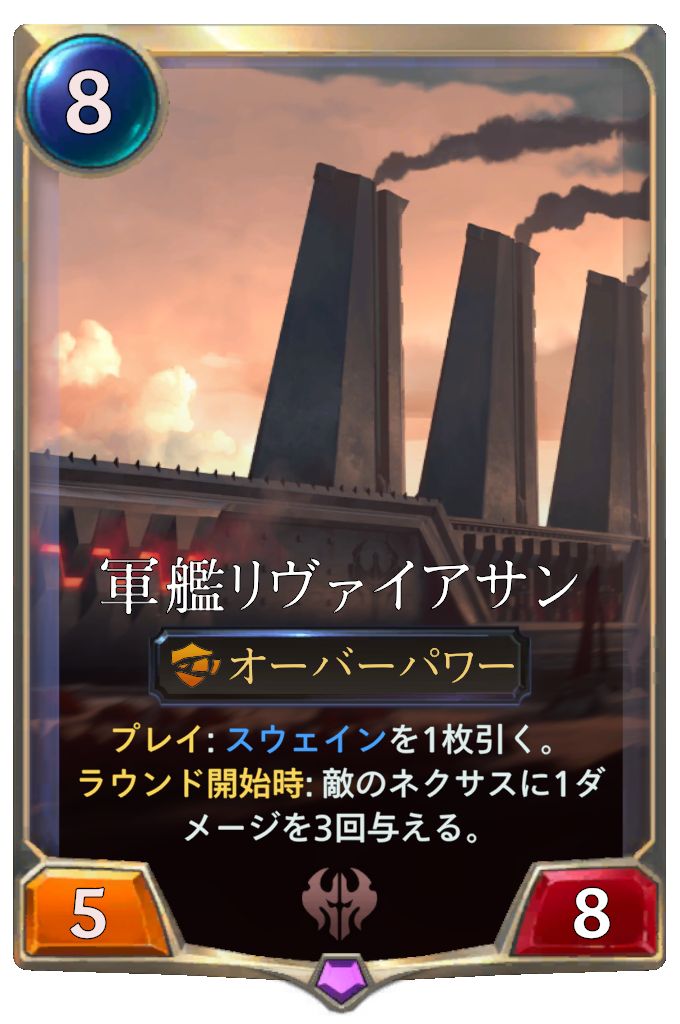 8
軍艦リヴァイアサン
オーバーパワー
プレイ: スウェインを1枚引く。
ラウンド開始時: 敵のネクサスに1ダ
メージを3回与える。
5
8